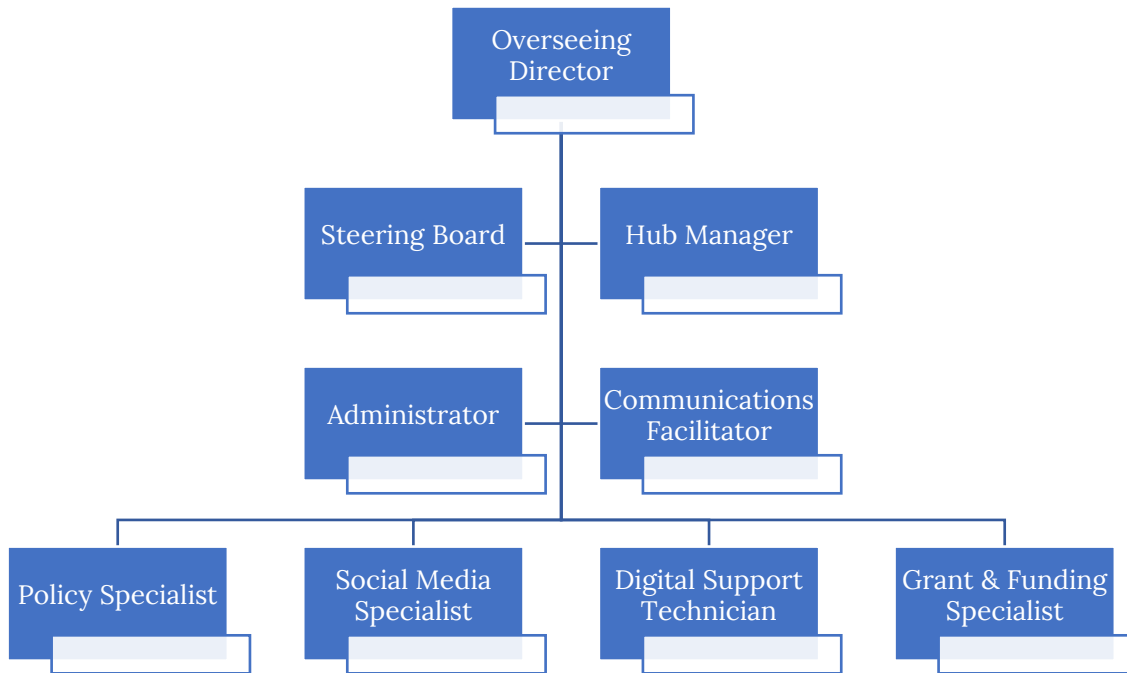 Overseeing
Director
Steering Board
Hub Manager
Administrator
Communications
Facilitator
Policy Specialist
Social Media
Specialist
Digital Support
Technician
Grant & Funding
Specialist